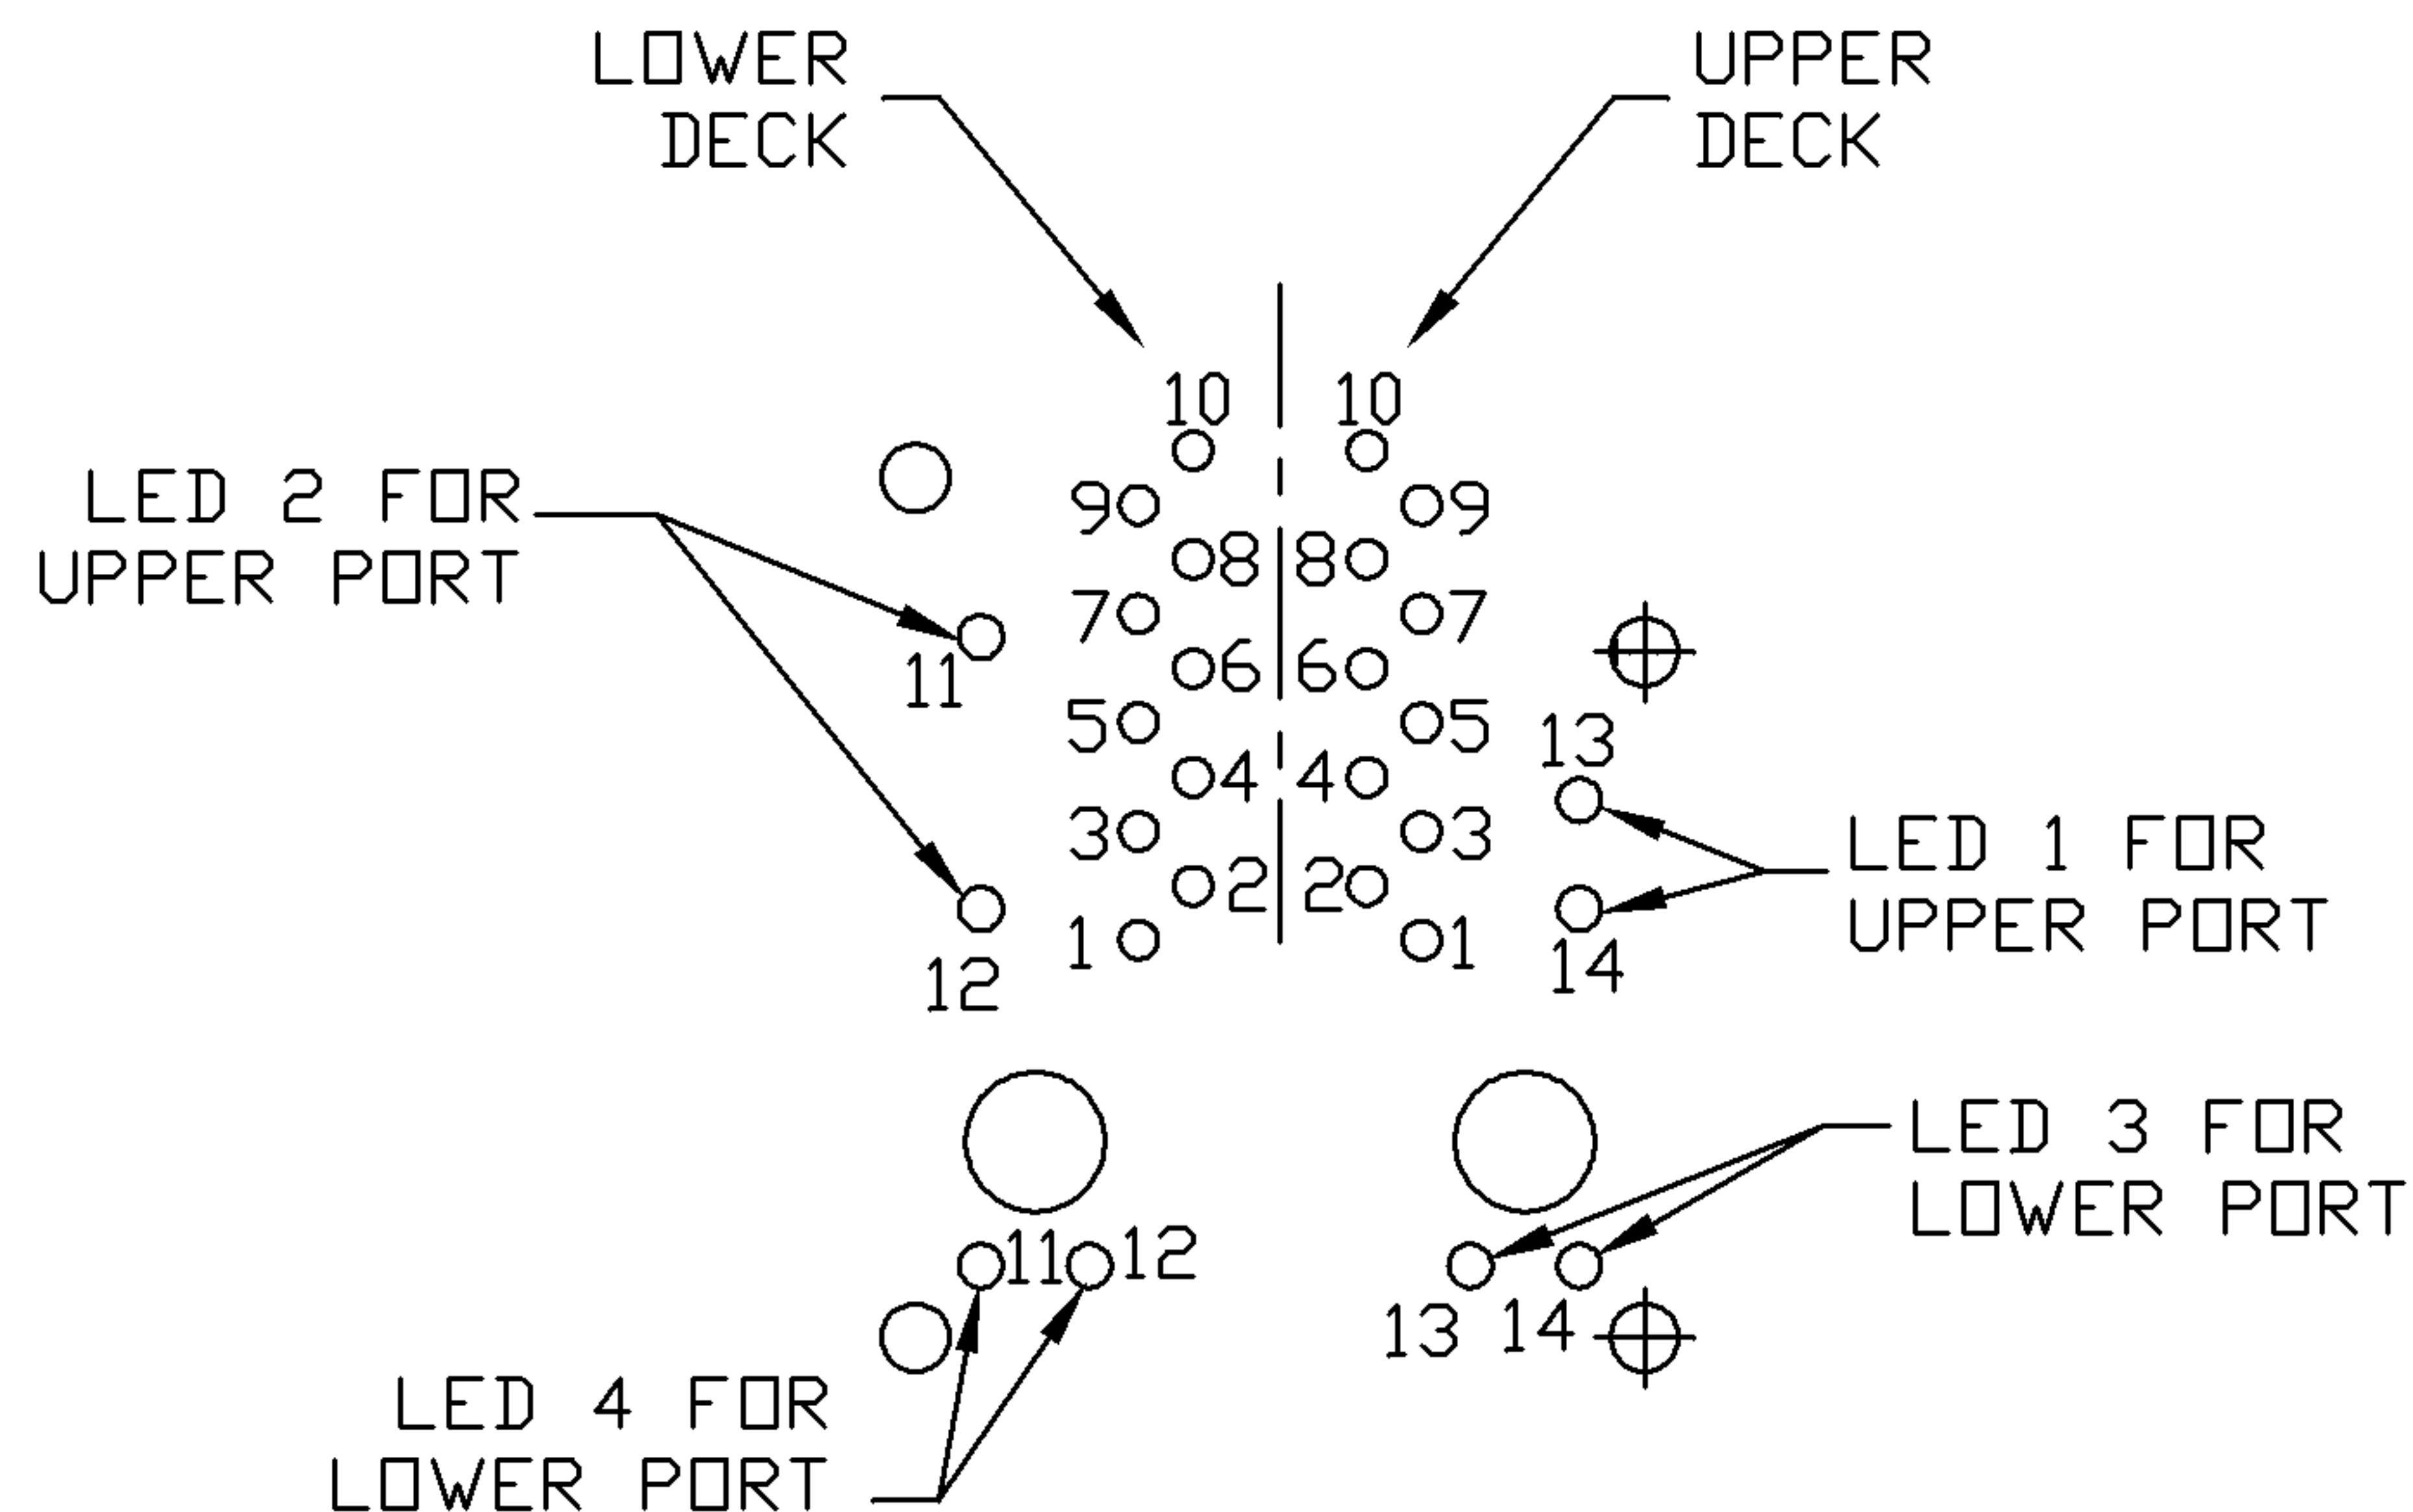 LOWER
DECK
UPPER
DECK
10 10
LED 2 FOR
UPPER PORT
9 9
8 8
7 7
6 6
11
5 5
13
4 4
3 3
LED 1 FOR
UPPER PORT
2 2
1 1
12
14
LED 3 FOR
LOWER PORT
11 12
13 14
LED 4 FOR
LOWER PORT